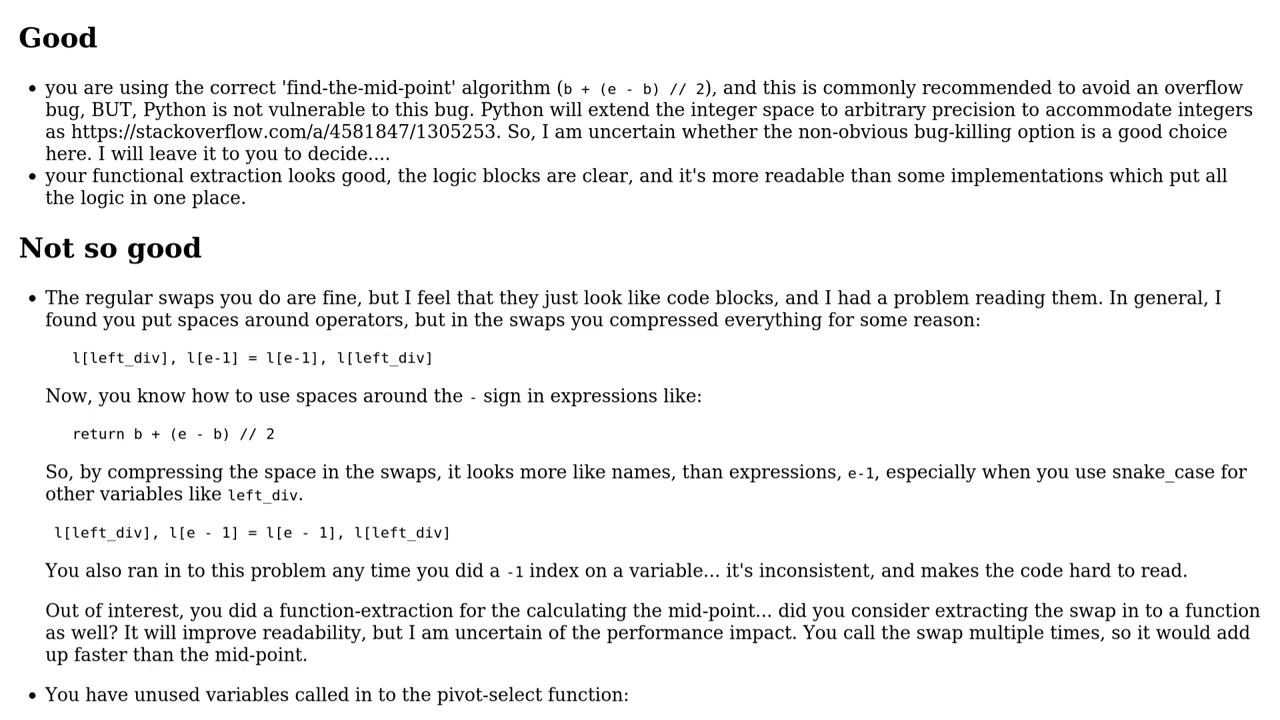 Good
• you are using the correct 'find-the-mid-point' algorithm (b + (e - b) // 2), and this is commonly recommended to avoid an overflow
bug, BUT, Python is not vulnerable to this bug. Python will extend the integer space to arbitrary precision to accommodate integers
as https://stackoverflow.com/a/4581847/1305253. So, I am uncertain whether the non-obvious bug-killing option is a good choice
here. I will leave it to you to decide....
• your functional extraction looks good, the logic blocks are clear, and it's more readable than some implementations which put all
the logic in one place.
Not so good
• The regular swaps you do are fine, but I feel that they just look like code blocks, and I had a problem reading them. In general, I
found you put spaces around operators, but in the swaps you compressed everything for some reason:
l[left_div], l[e-1] = l[e-1], l[left_div]
Now, you know how to use spaces around the - sign in expressions like:
return b + (e - b) // 2
So, by compressing the space in the swaps, it looks more like names, than expressions, e-1, especially when you use snake_case for
other variables like left_div.
l[left_div], l[e - 1] = l[e - 1], l[left_div]
You also ran in to this problem any time you did a -1 index on a variable... it's inconsistent, and makes the code hard to read.
Out of interest, you did a function-extraction for the calculating the mid-point... did you consider extracting the swap in to a function
as well? It will improve readability, but I am uncertain of the performance impact. You call the swap multiple times, so it would add
up faster than the mid-point.
• You have unused variables called in to the pivot-select function: